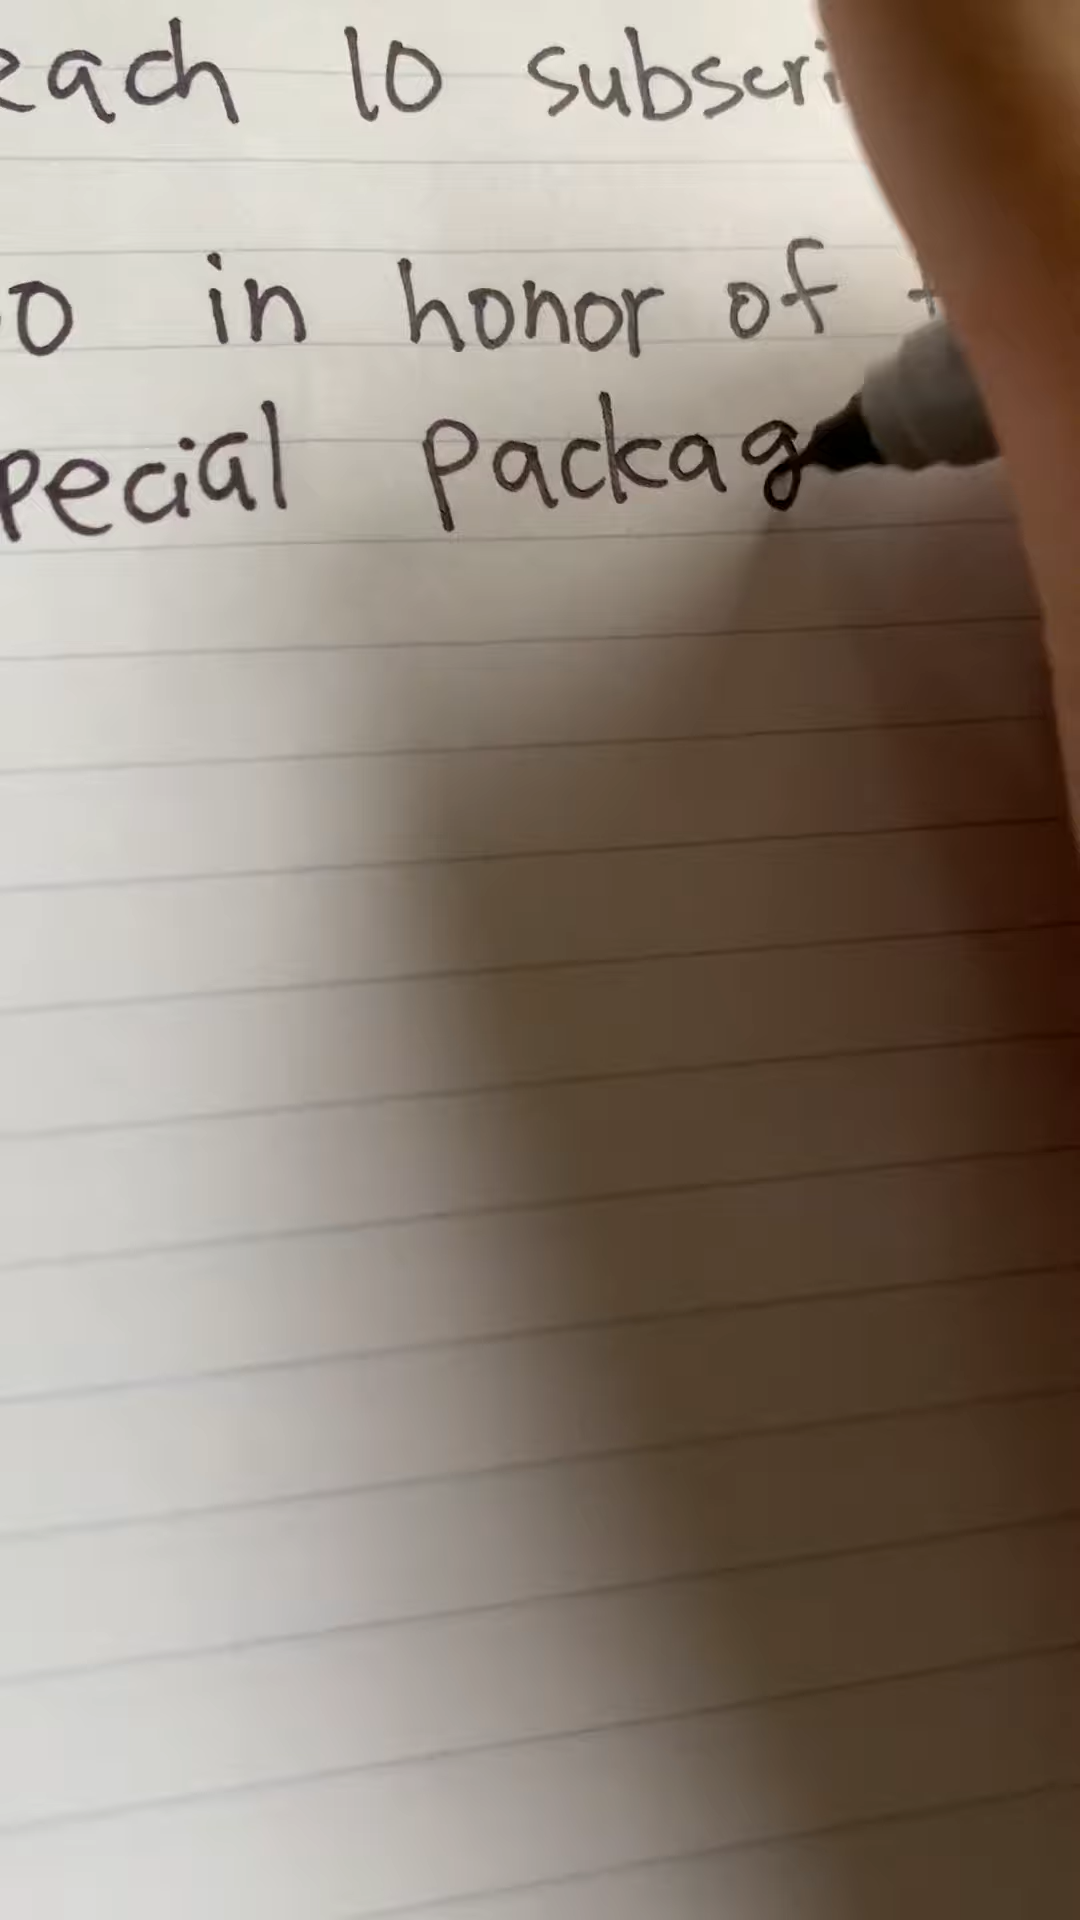 each 10 subscri
o in honor of t
pecial packag